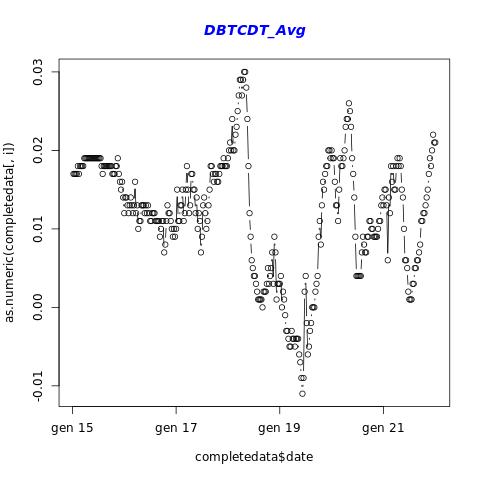 DBTCDT_Avg
as.numeric(completedata[, i])
0.03
0.02
0.01
0.00
-0.01
gen 15
gen 17
gen 19
gen 21
completedata$date